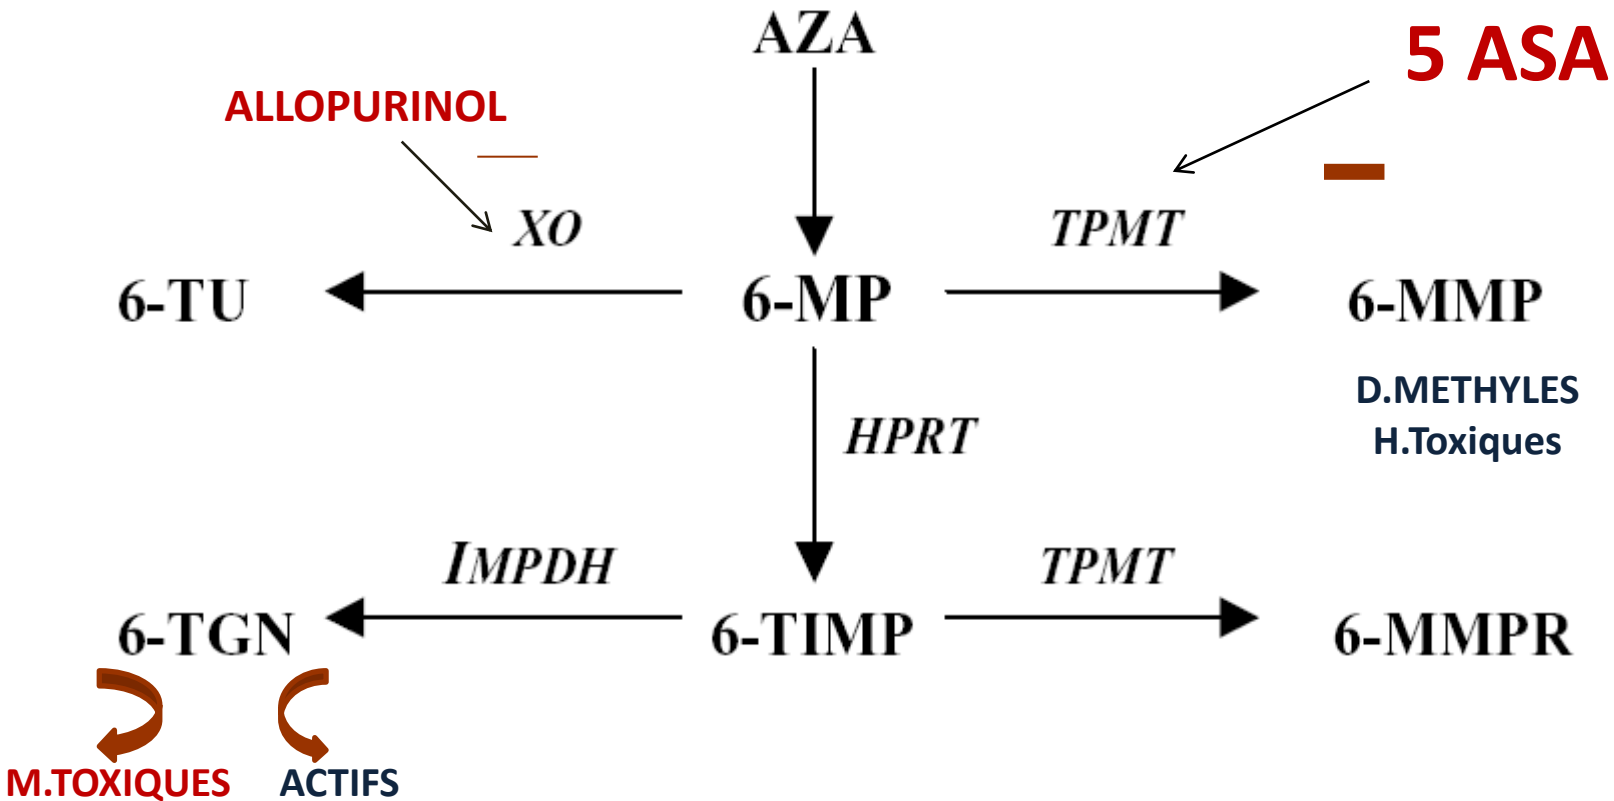 AZA
5 ASA
ALLOPURINOL
XO
TPMT
6-TU
6-MP
6-MMP
D.METHYLES
H.Toxiques
HPRT
IMPDH
TPMT
6-TGN
6-TIMP
6-MMPR
M.TOXIQUES
ACTIFS